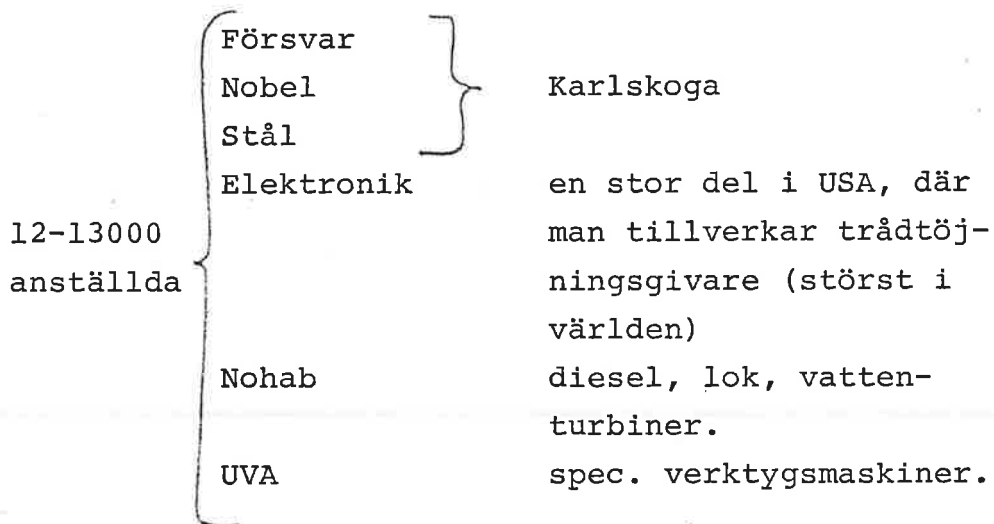 Försvar
Nobel Karlskoga
Stål
Elektronik en stor del i USA, där
12-13000 man tillverkar trådtöj-
anställda ningsgivare (störst i
världen)
Nohab diesel, lok, vatten-
turbiner.
UVA spec. verktygsmaskiner.